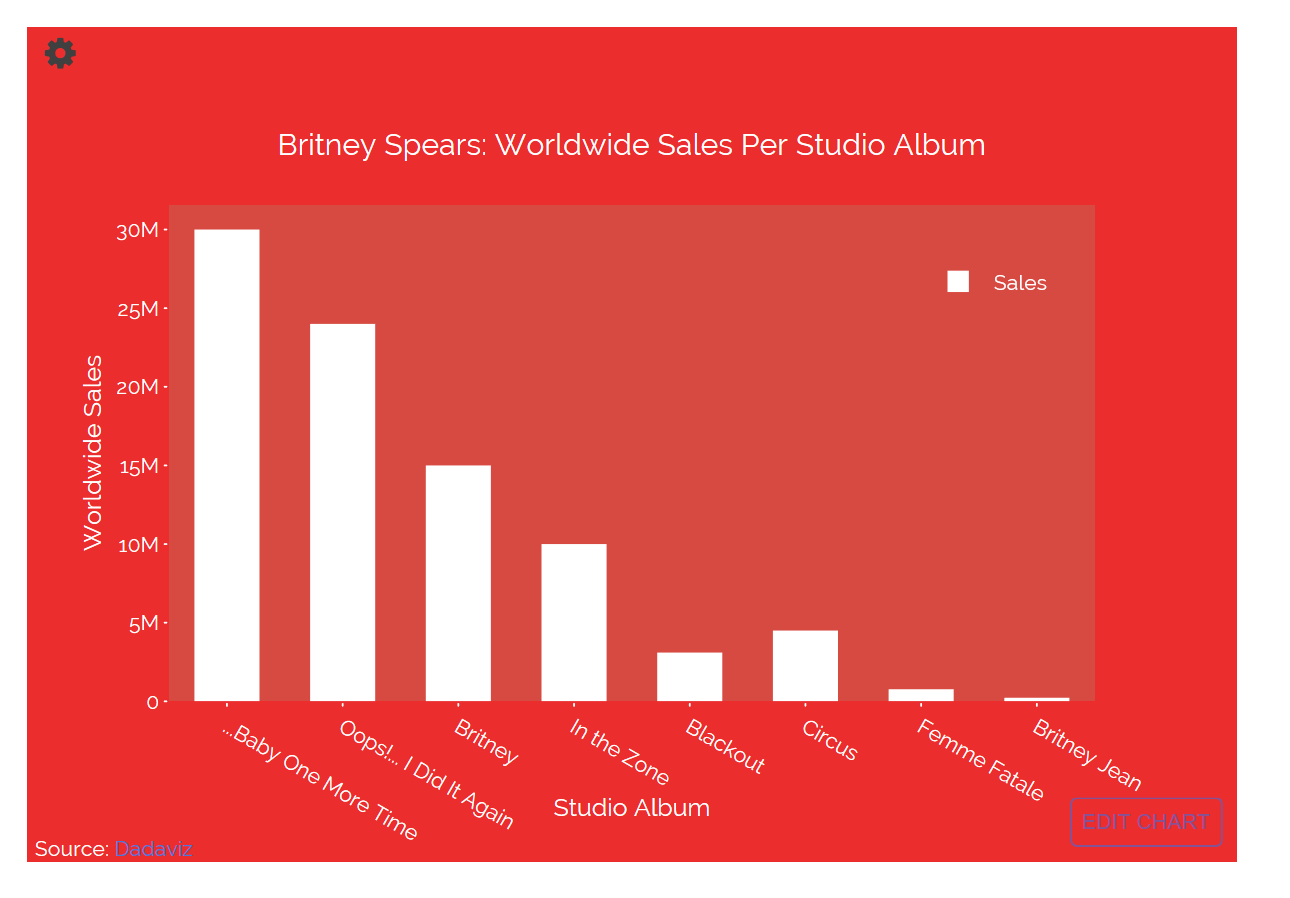 Britney Spears: Worldwide Sales Per Studio Album
30M
25M
20M
15M
10M
5M
0
Worldwide Sales
Sales
...Baby One More Time
Oops!... I Did It Again
Britney
In the Zone
Blackout
Circus
Femme Fatale
Britney Jean
Studio Album
EDIT CHART
Source: Dadaviz